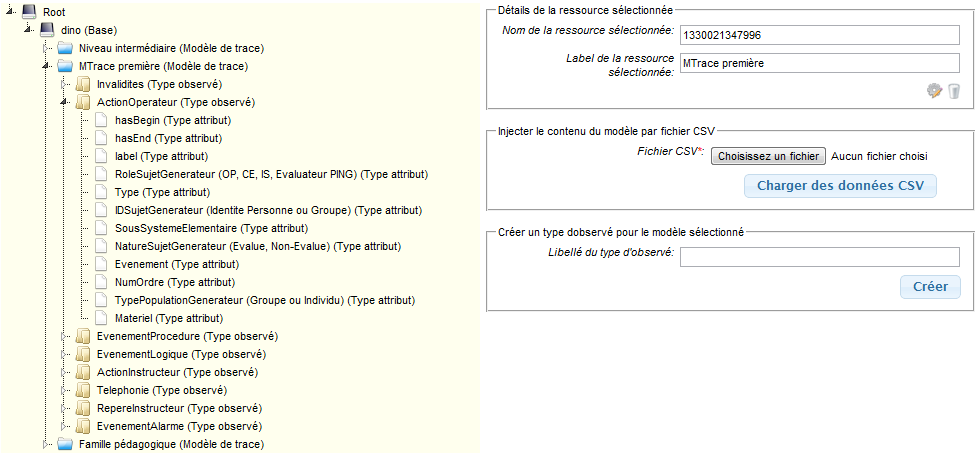 Root
dino (Base)
Niveau intermédiaire (Modèle de trace)
MTrace première (Modèle de trace)
Invalidites (Type observé)
ActionOperateur (Type observé)
hasBegin (Type attribut)
hasEnd (Type attribut)
label (Type attribut)
RoleSujetGenerateur (OP, CE, IS, Evaluateur PING) (Type attribut)
Type (Type attribut)
IDSujetGenerateur (Identite Personne ou Groupe) (Type attribut)
SousSystemeElementaire (Type attribut)
NatureSujetGenerateur (Evalue, Non-Evalue) (Type attribut)
Evenement (Type attribut)
NumOrdre (Type attribut)
TypePopulationGenerateur (Groupe ou Individu) (Type attribut)
Materiel (Type attribut)
EvenementProcedure (Type observé)
EvenementLogique (Type observé)
ActionInstructeur (Type observé)
Telephonie (Type observé)
RepereInstructeur (Type observé)
EvenementAlarme (Type observé)
Famille pédagogique (Modèle de trace)
Détails de la ressource sélectionnée
Nom de la ressource sélectionnée: 1330021347996
Label de la ressource
sélectionnée: MTrace première
Injecter le contenu du modèle par fichier CSV
Fichier CSV*: Choisissez un fichier Aucun fichier choisi
Charger des données CSV
Créer un type dobservé pour le modèle sélectionné
Libellé du type d'observé:
Créer